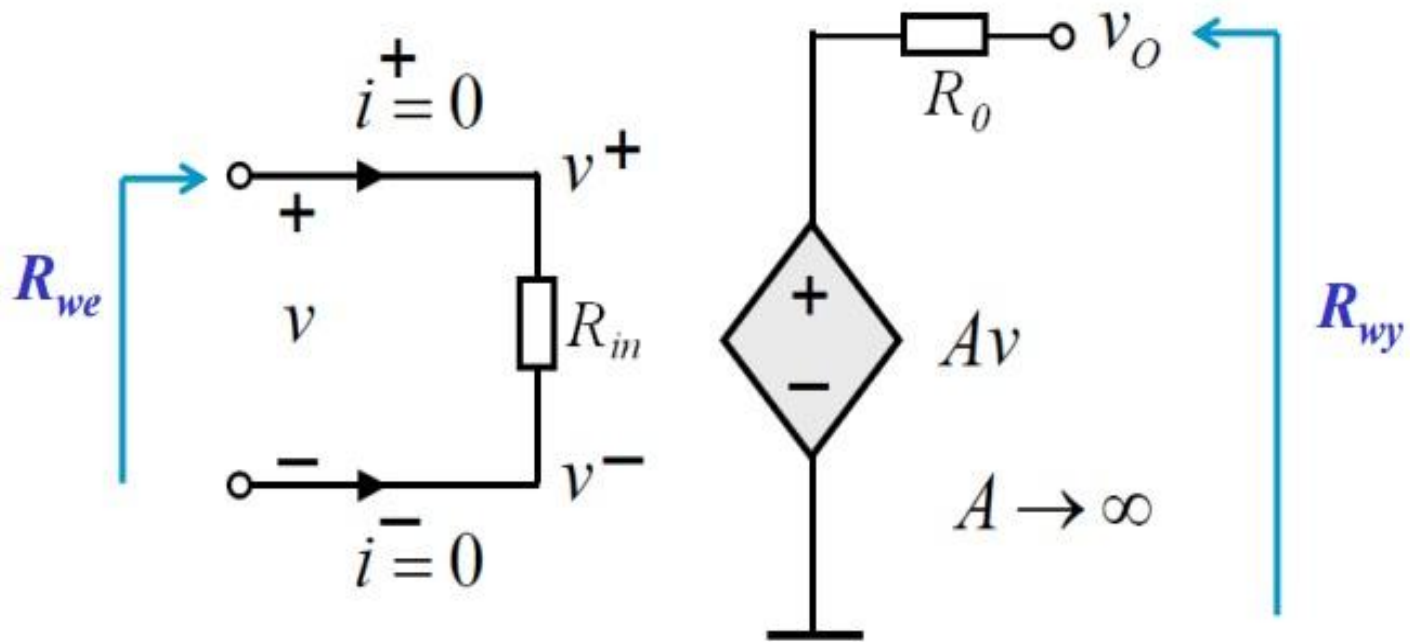 i⁺ = 0
v⁺
+
R_we
v
R_in
−
v⁻
i⁻ = 0
v_O
R_0
+
−
Av
R_wy
A → ∞